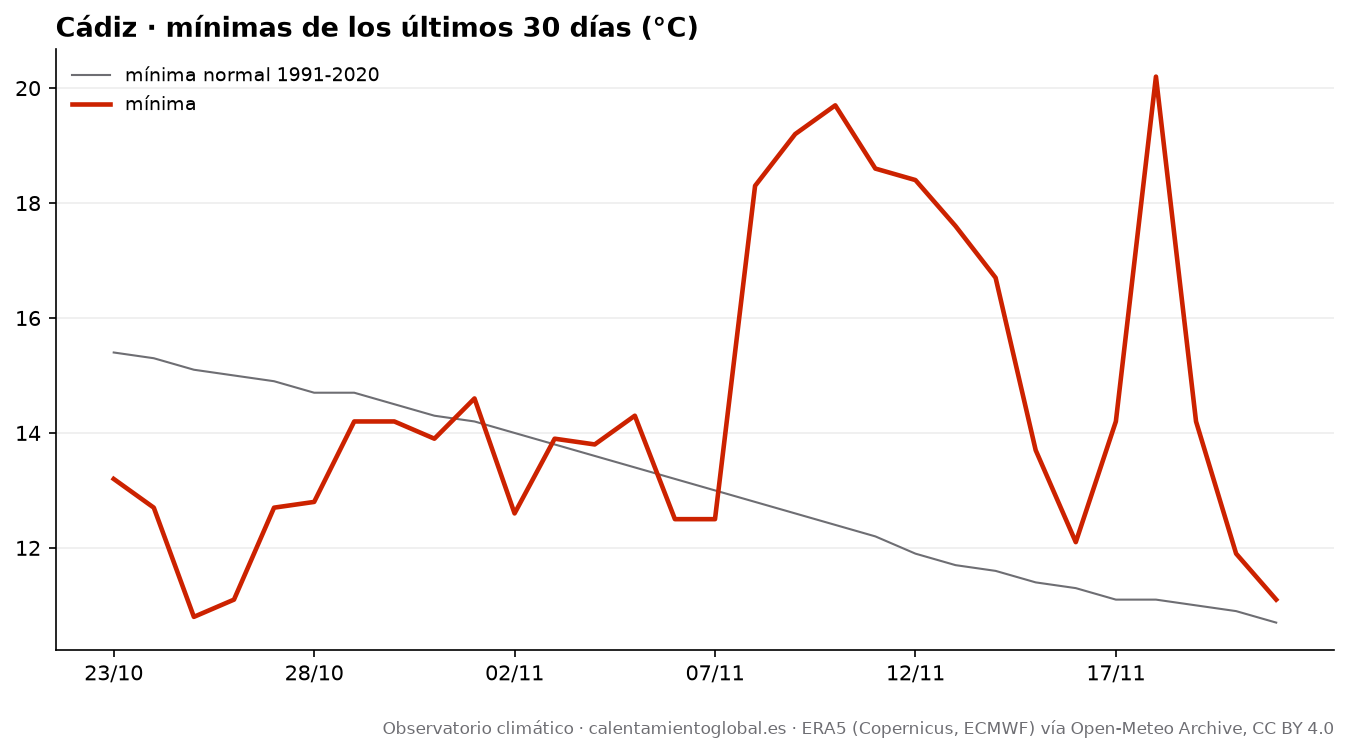 Cádiz · mínimas de los últimos 30 días (°C)
mínima normal 1991-2020
mínima
20
18
16
14
12
23/10 28/10 02/11 07/11 12/11 17/11
Observatorio climático · calentamientoglobal.es · ERA5 (Copernicus, ECMWF) vía Open-Meteo Archive, CC BY 4.0